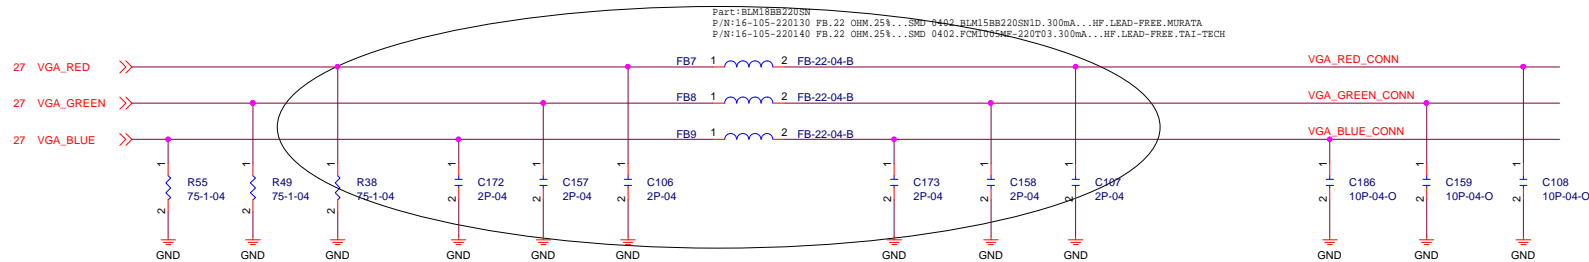 Part:BLM18BB220SN
P/N:16-105-220130 FB.22 OHM.25%...SMD 0402.BLM15BB220SN1D.300mA...HF.LEAD-FREE.MURATA
P/N:16-105-220140 FB.22 OHM.25%...SMD 0402.FCM1005MF-220T03.300mA...HF.LEAD-FREE.TAI-TECH
27 VGA_RED FB7 1 2 FB-22-04-B VGA_RED_CONN
27 VGA_GREEN FB8 1 2 FB-22-04-B VGA_GREEN_CONN
27 VGA_BLUE FB9 1 2 FB-22-04-B VGA_BLUE_CONN
1 1 1 1 1 1 1 1 1 1 1 1
R55 R49 R38 C172 C157 C106 C173 C158 C107 C186 C159 C108
75-1-04 75-1-04 75-1-04 2P-04 2P-04 2P-04 2P-04 2P-04 2P-04 10P-04-O 10P-04-O 10P-04-O
2 2 2 2 2 2 2 2 2 2 2 2
GND GND GND GND GND GND GND GND GND GND GND GND